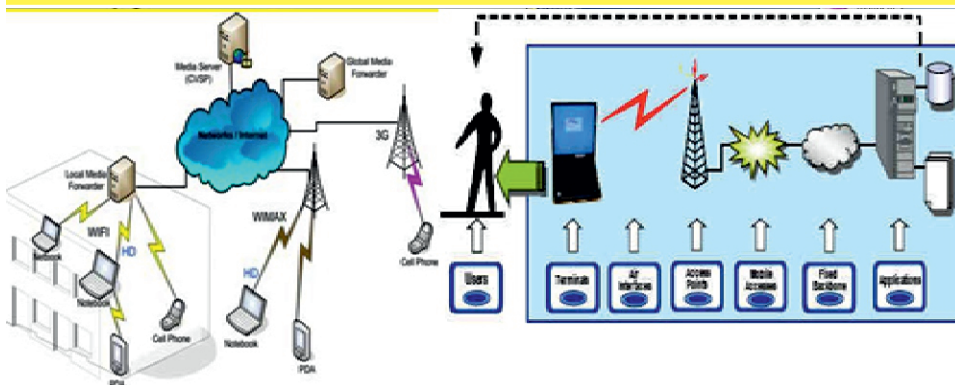 Media Server
(CVSP)
Global Media
Forwarder
Networks / Internet
3G
Local Media
Forwarder
WIFI
Notebook
HD
Notebook
Cell Phone
PDA
WIMAX
HD
Notebook
PDA
Cell Phone
Users
Terminals
Air
Interfaces
Access
Points
Mobile
Accesses
Fixed
Backbone
Applications